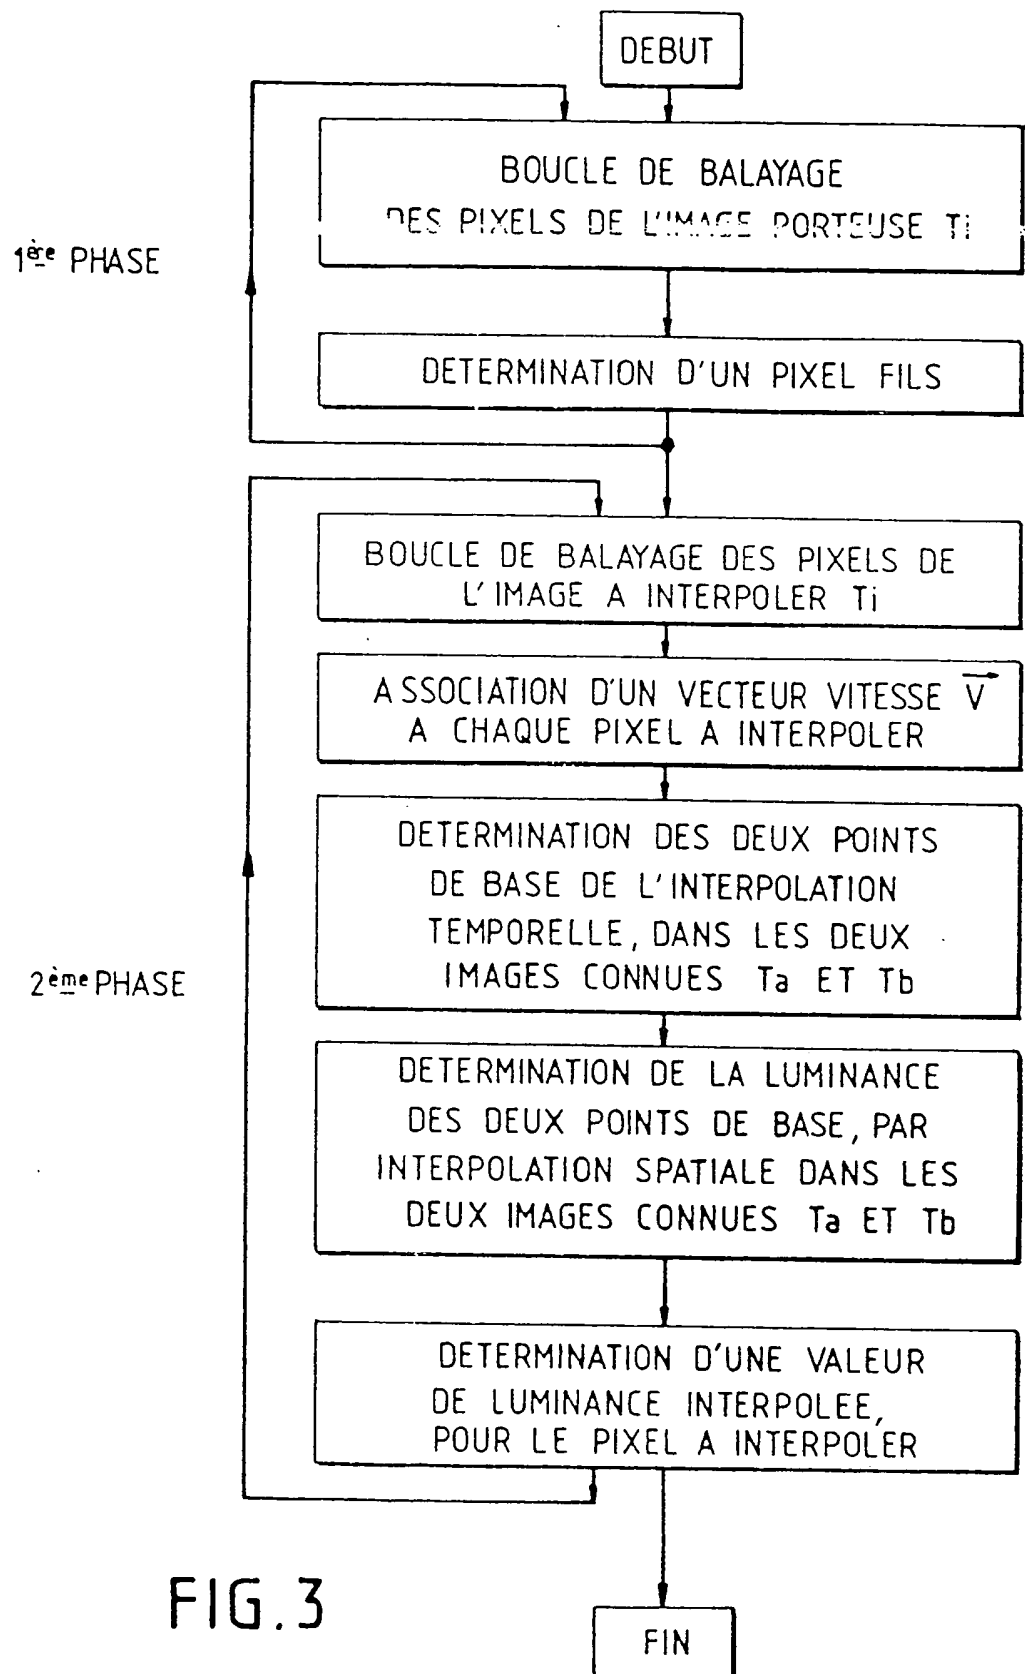 DEBUT
BOUCLE DE BALAYAGE
DES PIXELS DE L'IMAGE PORTEUSE Ti
1ère PHASE
DETERMINATION D'UN PIXEL FILS
BOUCLE DE BALAYAGE DES PIXELS DE
L'IMAGE A INTERPOLER Ti
ASSOCIATION D'UN VECTEUR VITESSE V
A CHAQUE PIXEL A INTERPOLER
DETERMINATION DES DEUX POINTS
DE BASE DE L'INTERPOLATION
TEMPORELLE, DANS LES DEUX
IMAGES CONNUES Ta ET Tb
2ème PHASE
DETERMINATION DE LA LUMINANCE
DES DEUX POINTS DE BASE, PAR
INTERPOLATION SPATIALE DANS LES
DEUX IMAGES CONNUES Ta ET Tb
DETERMINATION D'UNE VALEUR
DE LUMINANCE INTERPOLEE,
POUR LE PIXEL A INTERPOLER
FIG.3
FIN